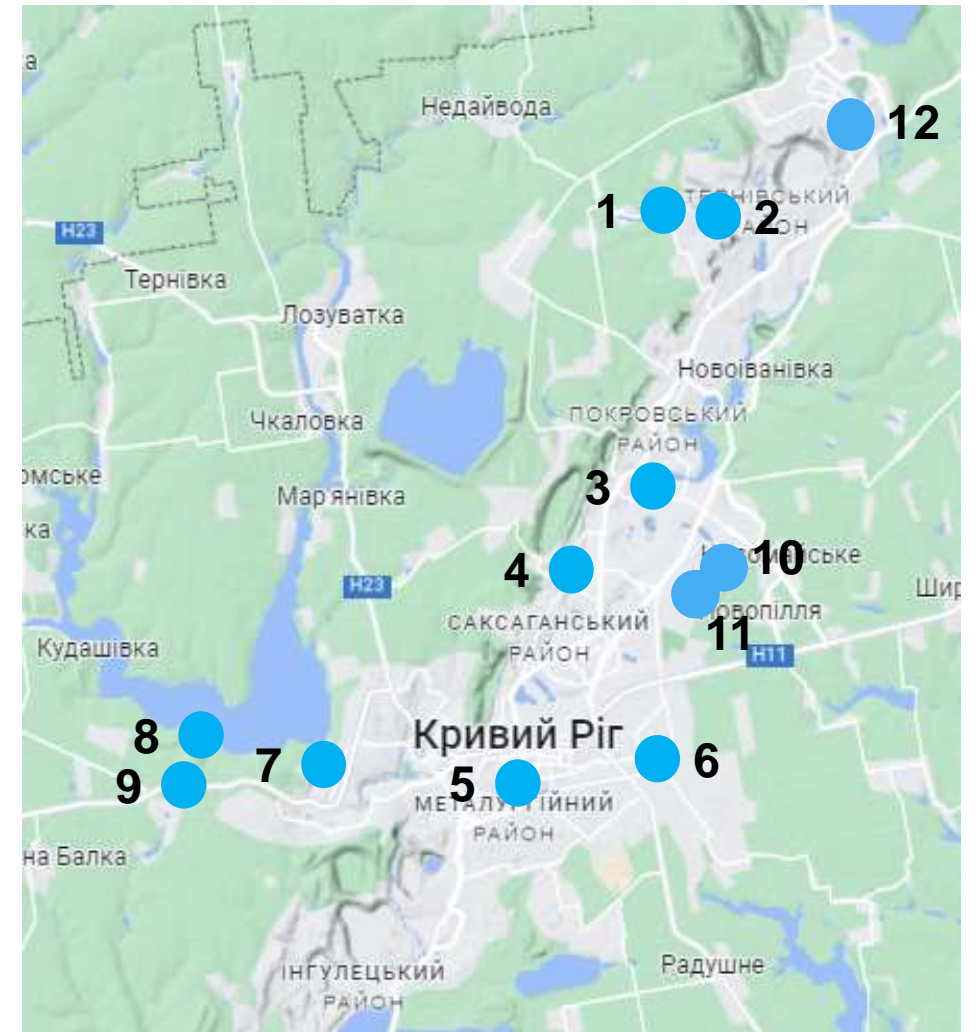 а
Недайвода
12
1
2
ТЕРНІВСЬКИЙ
H23
Тернівка
Лозуватка
Новоіванівка
Чкаловка
ПОКРОВСЬКИЙ
РАЙОН
омське
Мар'янівка
3
ка
4
10
H23
Шир
11
САКСАГАНСЬКИЙ
РАЙОН
Кудашівка
H11
8
7
Кривий Ріг
6
9
5
РАЙОН
на Балка
Радушне
ІНГУЛЕЦЬКИЙ
РАЙОН